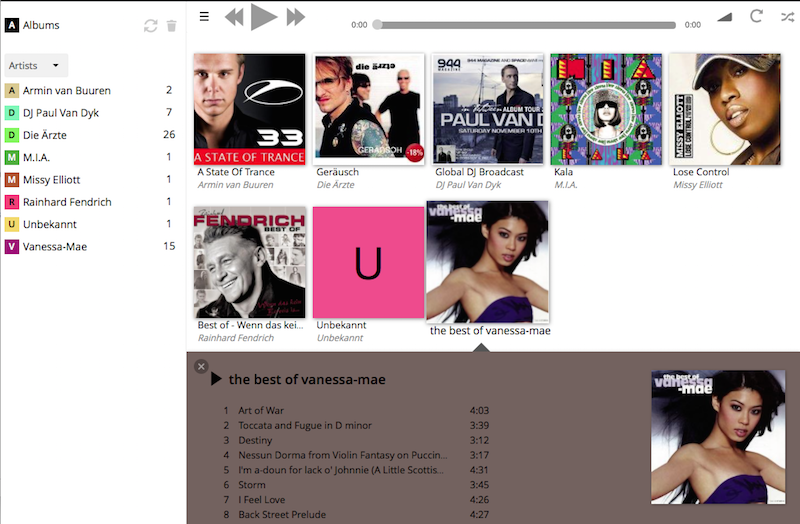 A Albums
Artists
A Armin van Buuren 2
D DJ Paul Van Dyk 7
D Die Ärzte 26
M M.I.A. 1
M Missy Elliott 1
R Rainhard Fendrich 1
U Unbekannt 1
V Vanessa-Mae 15
0:00 0:00
33
A STATE OF TRANCE
A State Of Trance
Armin van Buuren
die ärzte
GERÄUSCH
-18%
Geräusch
Die Ärzte
944
MAGAZINE
944 MAGAZINE AND SPACE
in between ALBUM TOUR
PAUL VAN D
SATURDAY NOVEMBER 10TH
Global DJ Broadcast
DJ Paul Van Dyk
M.I.A.
KALA
Kala
M.I.A.
MISSY ELLIOTT
LOSE CONTROL
Lose Control
Missy Elliott
FENDRICH
BEST OF
Best of - Wenn das kei...
Rainhard Fendrich
U
Unbekannt
Unbekannt
the best of
vanessa
-mae
the best of vanessa-mae
the best of vanessa-mae
1 Art of War 4:03
2 Toccata and Fugue in D minor 3:39
3 Destiny 3:12
4 Nessun Dorma from Violin Fantasy on Puccin... 3:17
5 I'm a-doun for lack o' Johnnie (A Little Scottis... 4:31
6 Storm 3:45
7 I Feel Love 4:26
8 Back Street Prelude 4:27
the best of
vanessa
-mae